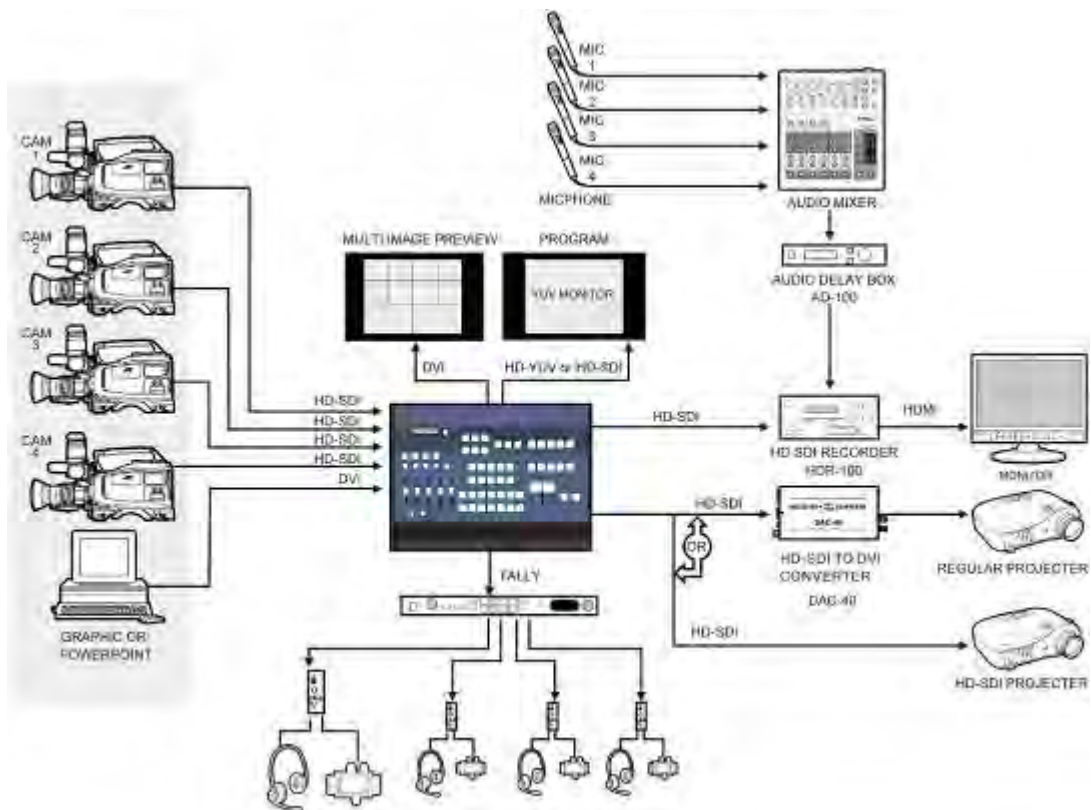 CAM
1
CAM
2
CAM
3
CAM
4
GRAPHIC OR
POWERPOINT
HD-SDI
HD-SDI
HD-SDI
HD-SDI
DVI
MULTI IMAGE PREVIEW
PROGRAM
YUV MONITOR
DVI
HD-YUV or HD-SDI
TALLY
MIC
1
MIC
2
MIC
3
MIC
4
MICPHONE
AUDIO MIXER
AUDIO DELAY BOX
AD-100
HD-SDI
HD SDI RECORDER
HDR-100
HDMI
MONITOR
HD-SDI
OR
DAC-40
HD-SDI TO DVI
CONVERTER
DAC-40
REGULAR PROJECTER
HD-SDI
HD-SDI PROJECTER